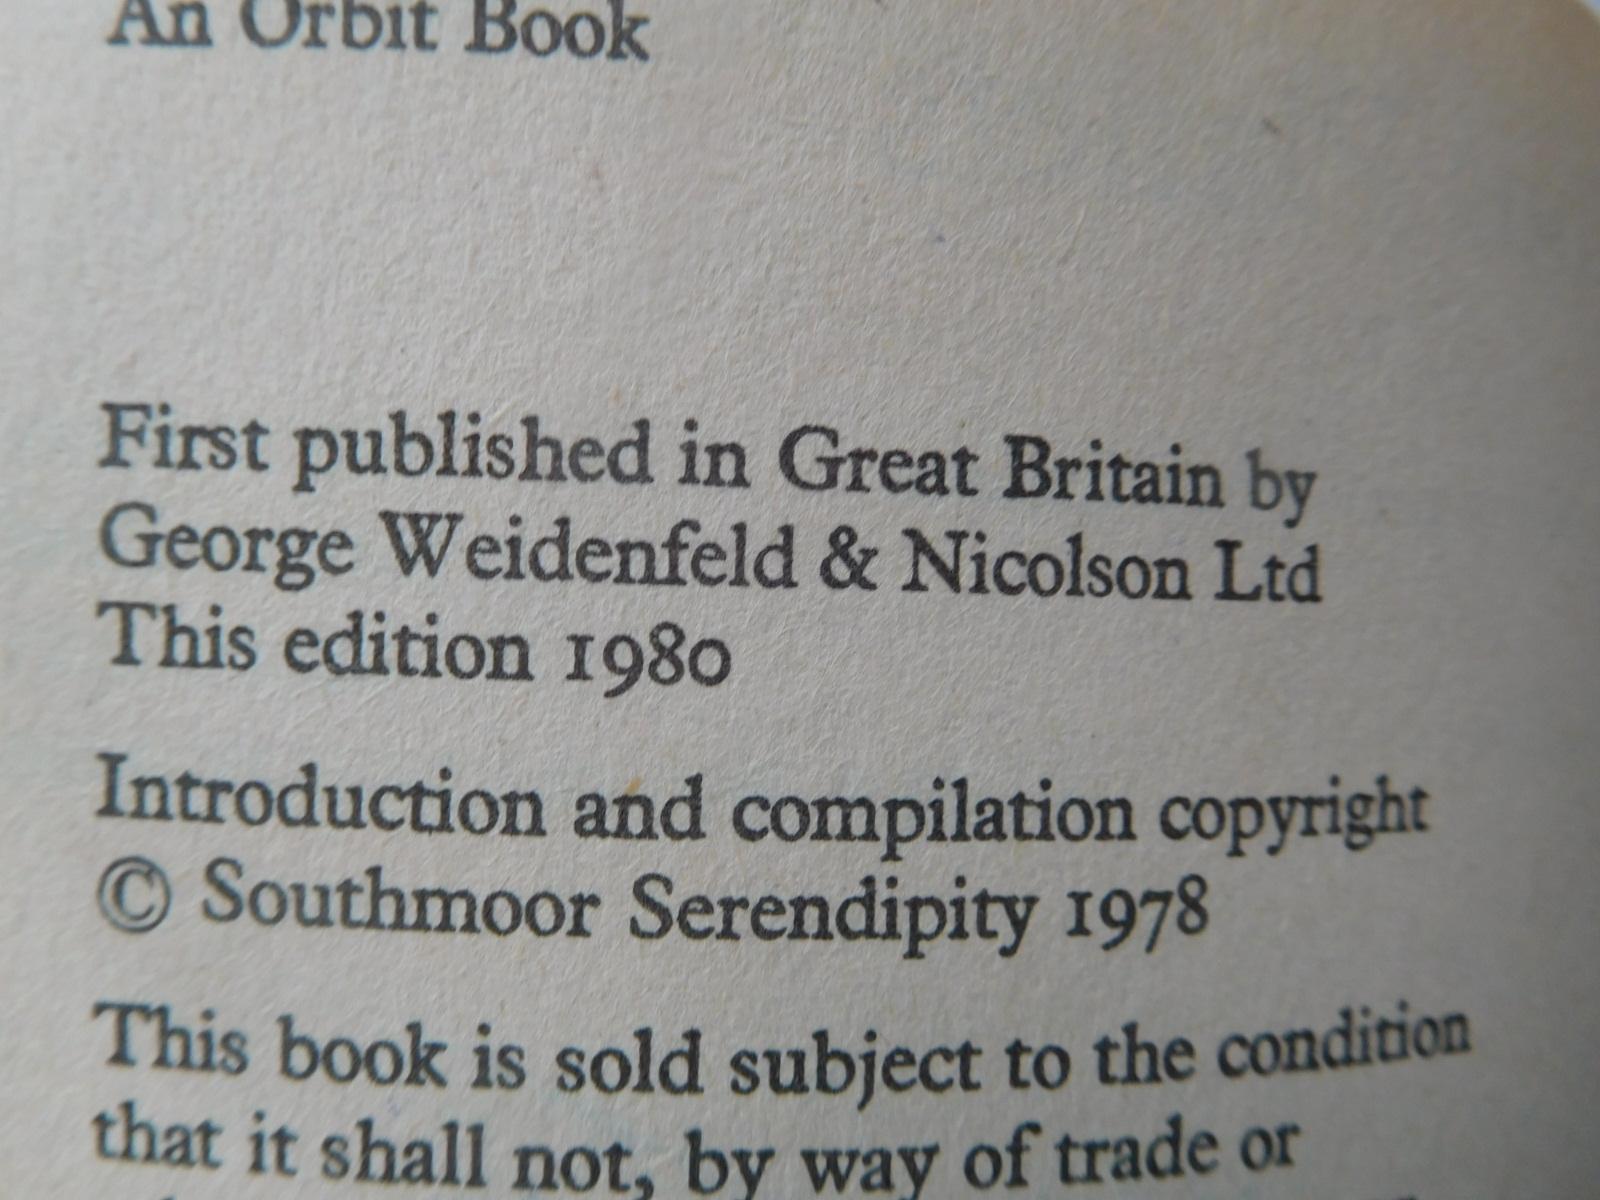 An Orbit Book
First published in Great Britain by
George Weidenfeld & Nicolson Ltd
This edition 1980
Introduction and compilation copyright
© Southmoor Serendipity 1978
This book is sold subject to the condition
that it shall not, by way of trade or